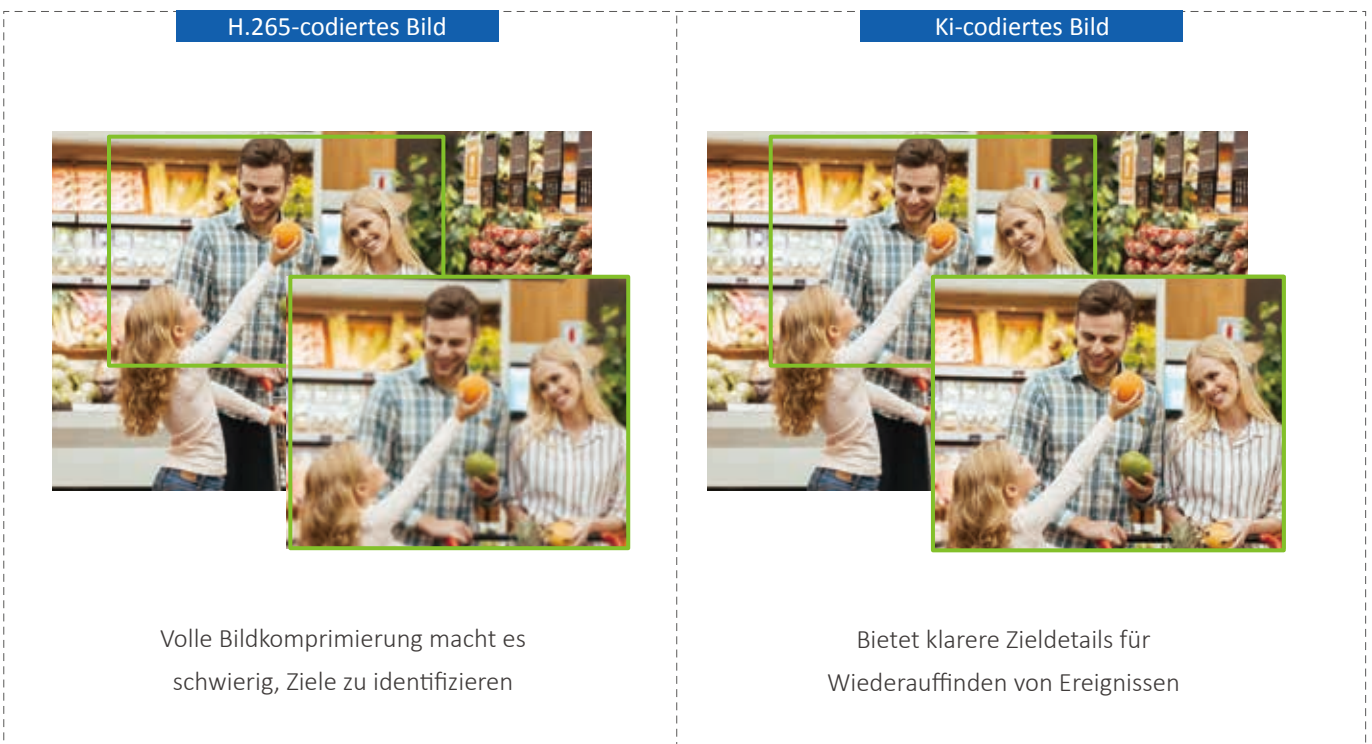 H.265-codiertes Bild
Ki-codiertes Bild
Volle Bildkomprimierung macht es
schwierig, Ziele zu identifizieren
Bietet klarere Zieldetails für
Wiederauffinden von Ereignissen